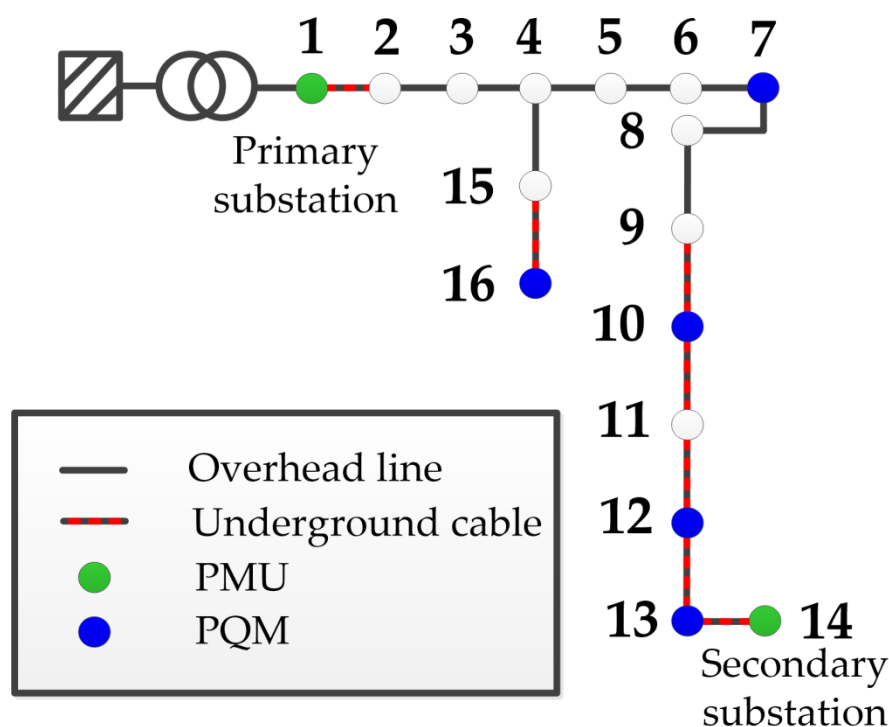 1 2 3 4 5 6 7
Primary
substation
8
15
9
16
10
11
12
13
14
Secondary
substation
Overhead line
Underground cable
PMU
PQM